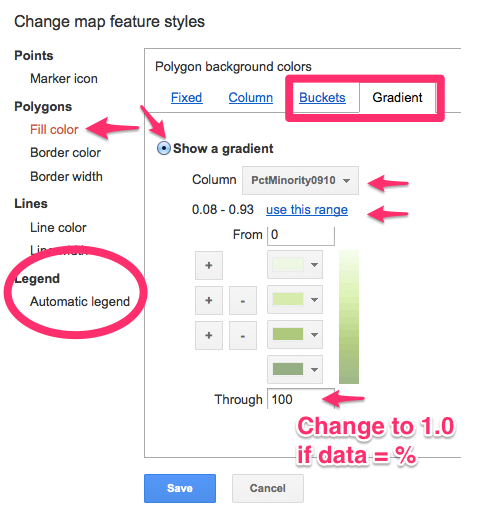 Change map feature styles
Points
Marker icon
Polygons
Fill color
Border color
Border width
Lines
Line color
Line width
Legend
Automatic legend
Polygon background colors
Fixed Column Buckets Gradient
Show a gradient
Column PctMinority0910
0.08 - 0.93 use this range
From 0
+
+ -
+ -
Through 100
Change to 1.0
if data = %
Save Cancel